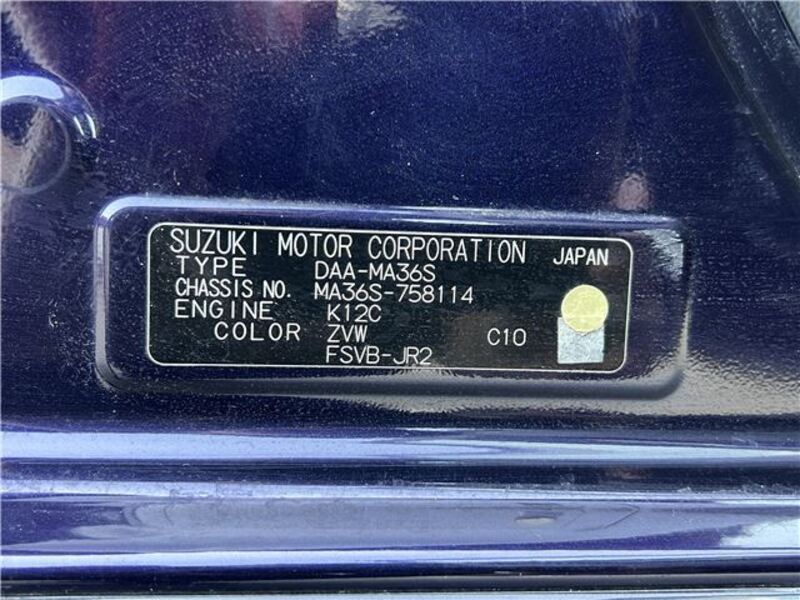 SUZUKI MOTOR CORPORATION JAPAN
TYPE DAA-MA36S
CHASSIS NO. MA36S-758114
ENGINE K12C
COLOR ZVW C10
FSVB-JR2